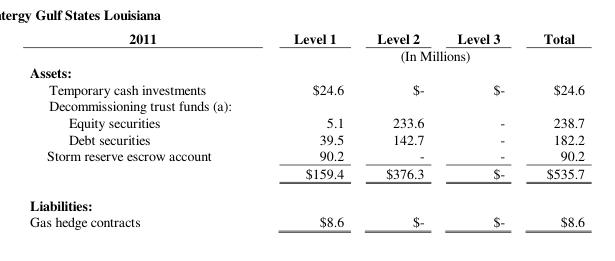 ntergy Gulf States Louisiana
2011 Level 1 Level 2 Level 3 Total
(In Millions)
Assets:
Temporary cash investments $24.6 $- $- $24.6
Decommissioning trust funds (a):
Equity securities 5.1 233.6 - 238.7
Debt securities 39.5 142.7 - 182.2
Storm reserve escrow account 90.2 - - 90.2
$159.4 $376.3 $- $535.7
Liabilities:
Gas hedge contracts $8.6 $- $- $8.6